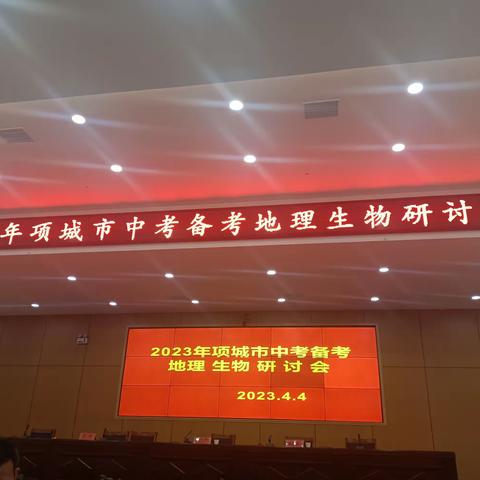 年项城市中考备考地理生物研讨
2023年项城市中考备考
地理 生物 研 讨 会
2023.4.4